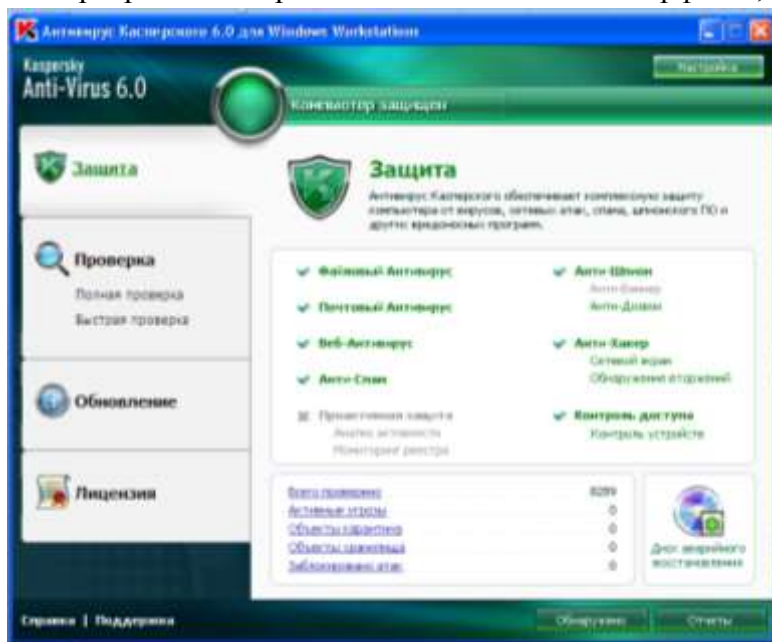 Антивирус Касперского 6.0 для Windows Workstations
Kaspersky
Anti-Virus 6.0
Настройка
Компьютер защищен
Защита
Защита
Антивирус Касперского обеспечивает комплексную защиту
компьютера от вирусов, сетевых атак, спама, шпионского ПО и
других вредоносных программ.
Проверка
Полная проверка
Быстрая проверка
Обновление
Лицензия
Файловый Антивирус
Почтовый Антивирус
Веб-Антивирус
Анти-Спам
Проактивная защита
Анализ активности
Мониторинг реестра
Анти-Шпион
Анти-Баннер
Анти-Дозвон
Анти-Хакер
Сетевой экран
Обнаружение вторжений
Контроль доступа
Контроль устройств
Всего проверено 8289
Активные угрозы 0
Объекты карантина 0
Объекты хранилища 0
Заблокировано атак 0
Диск аварийного
восстановления
Справка | Поддержка
Обнаружено
Отчеты